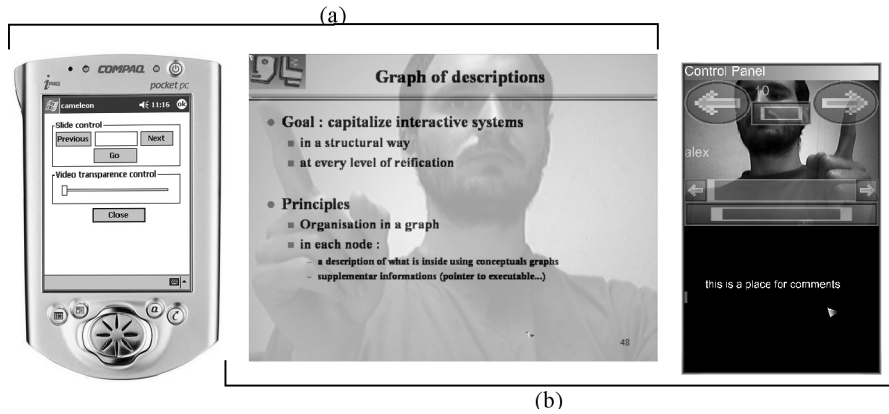 (a)
COMPAQ
iPAQ
pocket pc
cameleon 11:16 ok
Slide control
Previous Next
Go
Video transparence control
Close
α
Graph of descriptions
Goal : capitalize interactive systems
in a structural way
at every level of reification
Principles
Organisation in a graph
in each node :
- a description of what is inside using conceptuals graphs
- supplementar informations (pointer to executable...)
48
Control Panel
10
alex
this is a place for comments
(b)